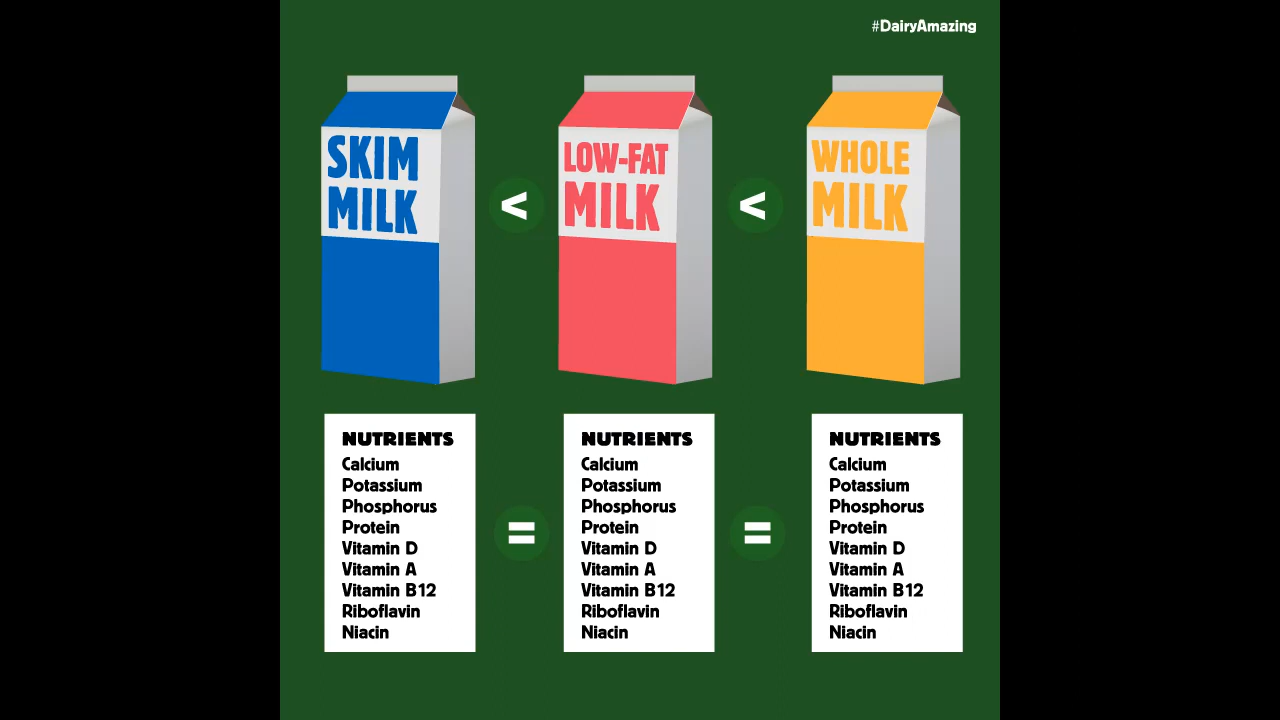 #DairyAmazing
SKIM
MILK
<
LOW-FAT
MILK
<
WHOLE
MILK
NUTRIENTS
Calcium
Potassium
Phosphorus
Protein
Vitamin D
Vitamin A
Vitamin B12
Riboflavin
Niacin
=
NUTRIENTS
Calcium
Potassium
Phosphorus
Protein
Vitamin D
Vitamin A
Vitamin B12
Riboflavin
Niacin
=
NUTRIENTS
Calcium
Potassium
Phosphorus
Protein
Vitamin D
Vitamin A
Vitamin B12
Riboflavin
Niacin